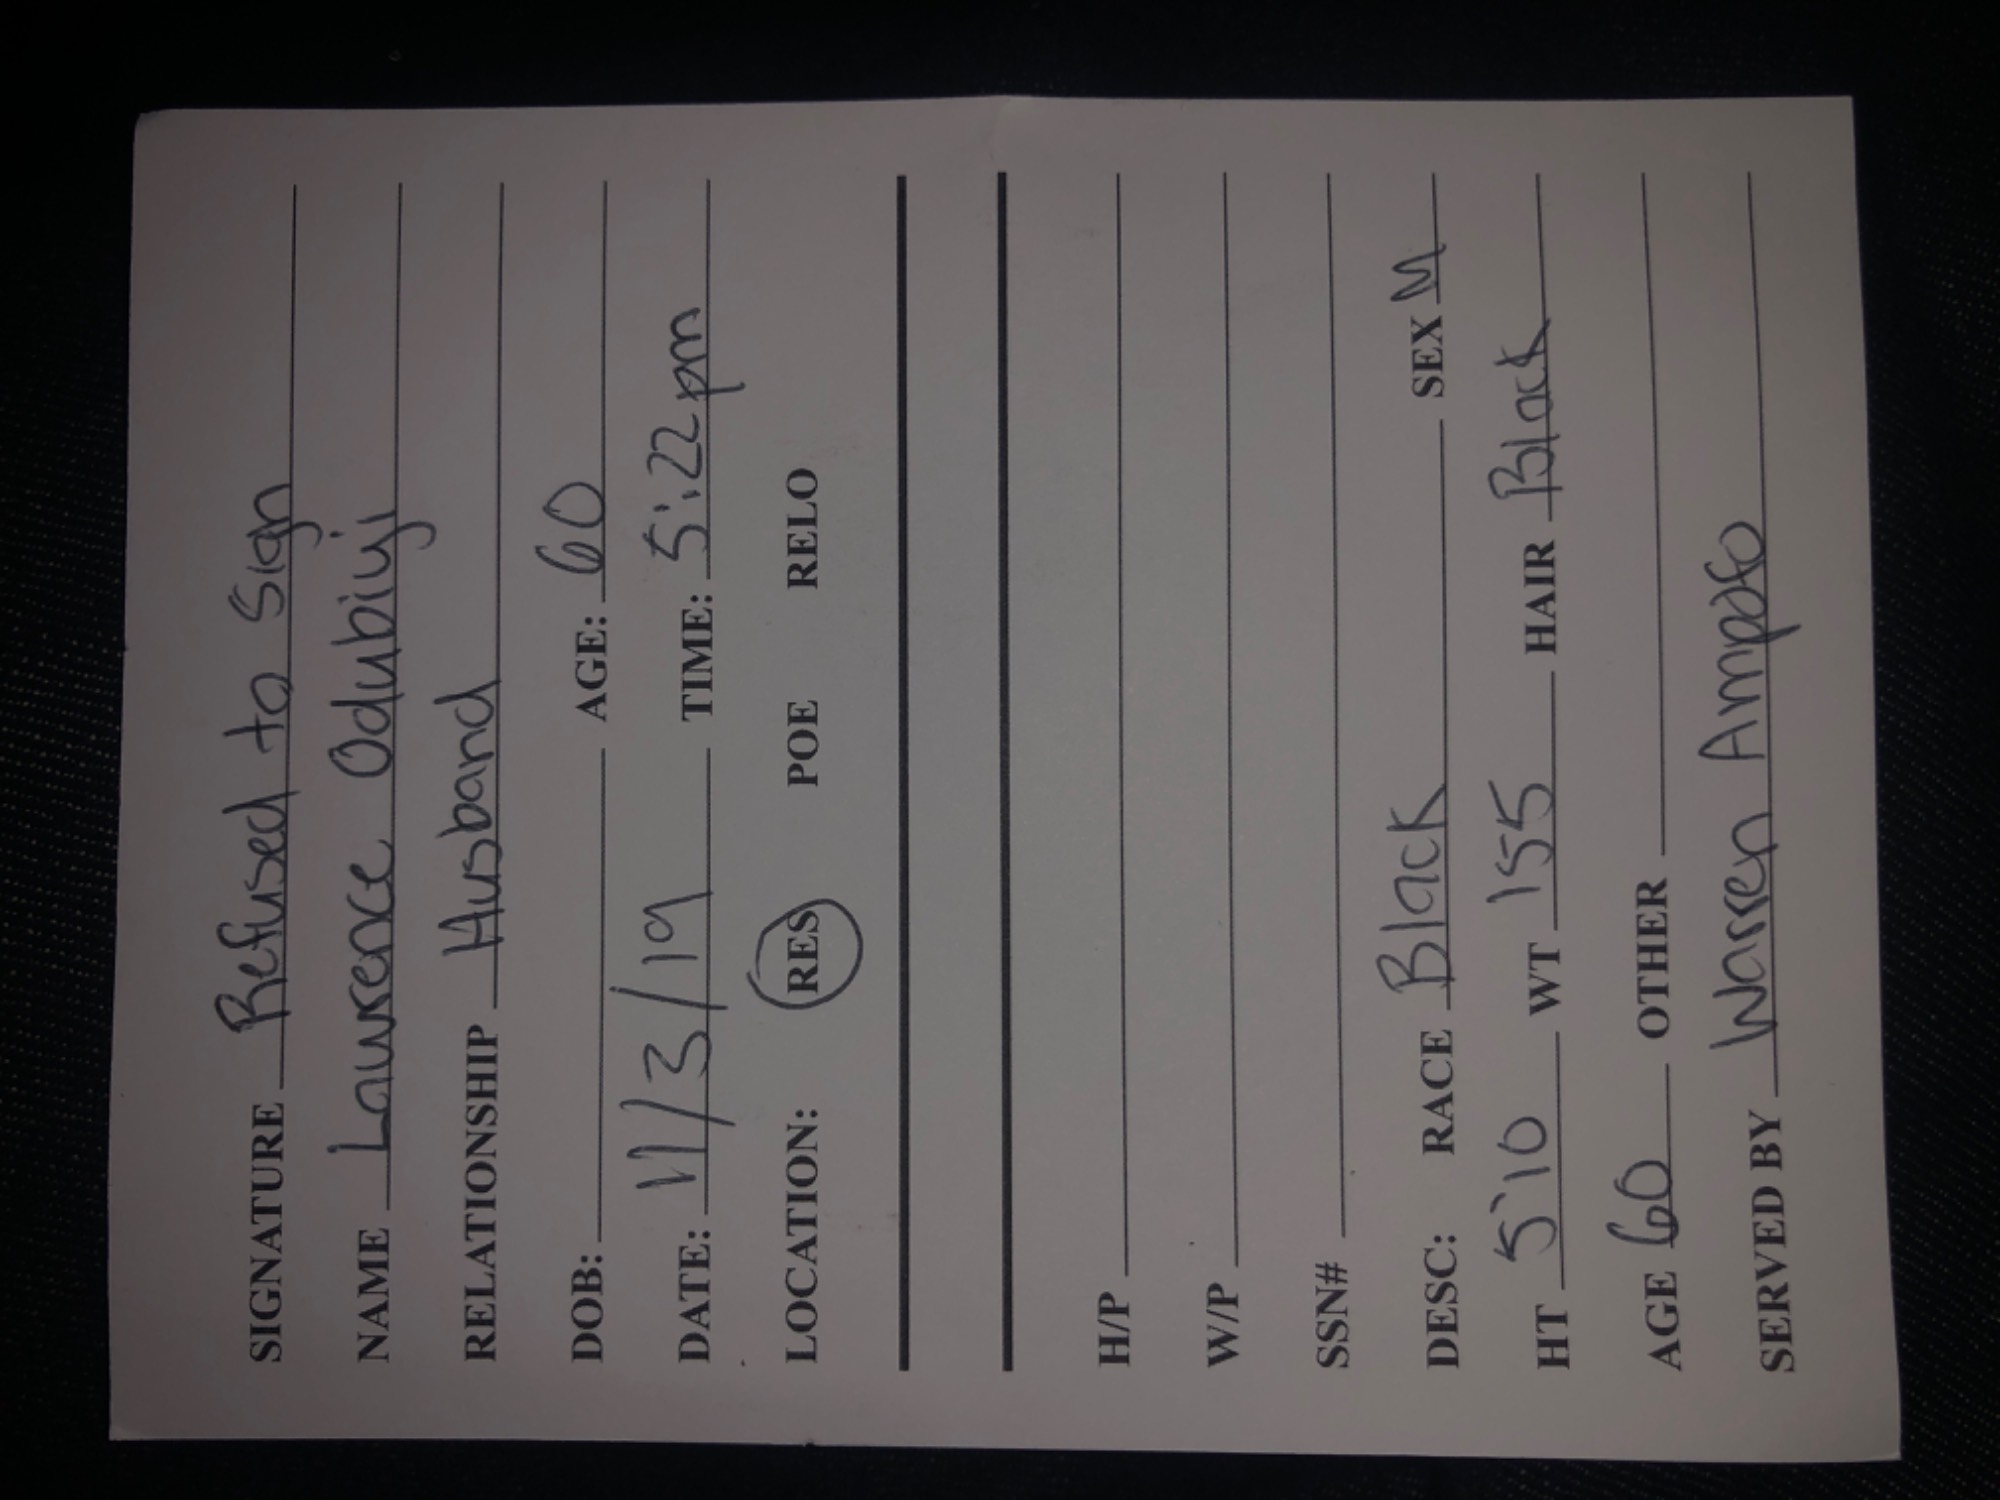 SIGNATURE Refused to sign
NAME Lawrence Odubiyi
RELATIONSHIP Husband
DOB: AGE: 60
DATE: 11/3/19 TIME: 5:22 pm
LOCATION: RES POE RELO
H/P
W/P
SSN#
DESC: RACE Black SEX M
HT 5'10 WT 155 HAIR Black
AGE 60 OTHER
SERVED BY Warren Ampofo